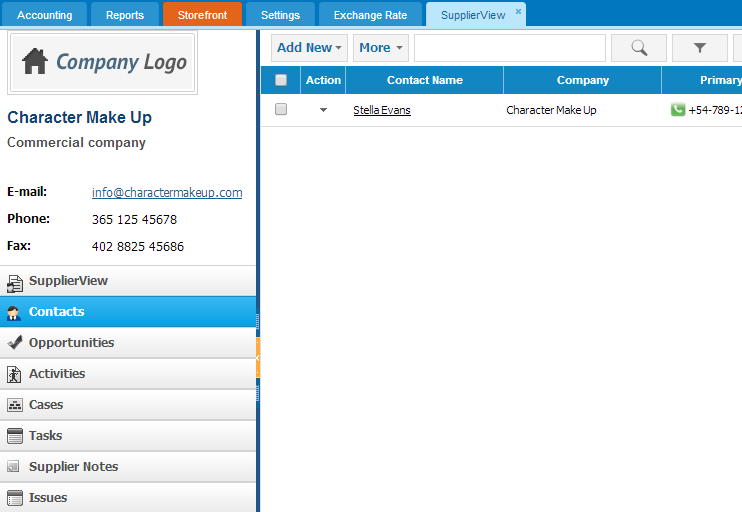 Accounting Reports Storefront Settings Exchange Rate SupplierView
Company Logo
Add New More
Action Contact Name Company Primary
Stella Evans Character Make Up +54-789-12
Character Make Up
Commercial company
E-mail: info@charactermakeup.com
Phone: 365 125 45678
Fax: 402 8825 45686
SupplierView
Contacts
Opportunities
Activities
Cases
Tasks
Supplier Notes
Issues